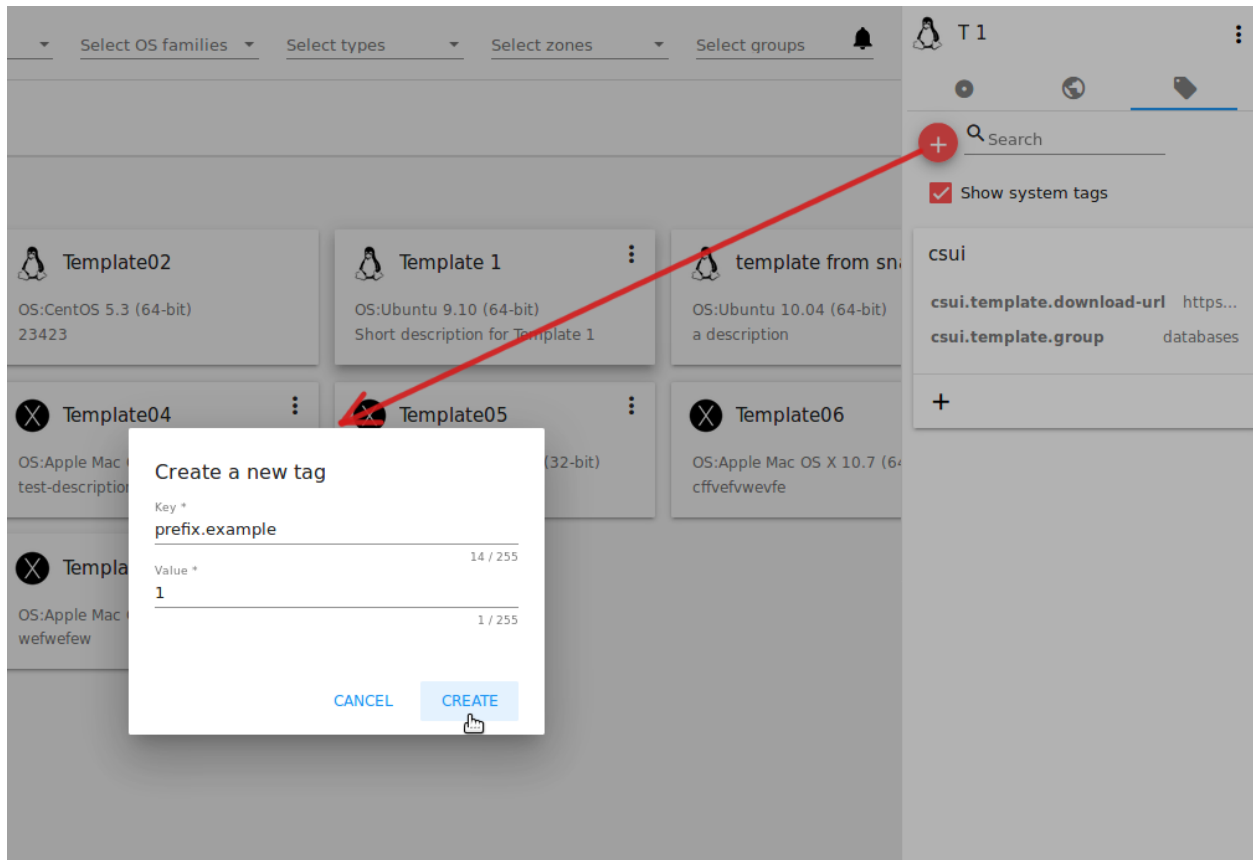 Select OS families
Select types
Select zones
Select groups
T 1
Search
Show system tags
csui
csui.template.download-url https...
csui.template.group databases
Template02
OS:CentOS 5.3 (64-bit)
23423
Template 1
OS:Ubuntu 9.10 (64-bit)
Short description for Template 1
template from sna
OS:Ubuntu 10.04 (64-bit)
a description
Template04
OS:Apple Mac
test-description
Template05
(32-bit)
Template06
OS:Apple Mac OS X 10.7 (64
cffvefvwevfe
Templa
OS:Apple Mac
wefwefew
Create a new tag
Key *
prefix.example
14 / 255
Value *
1
1 / 255
CANCEL
CREATE